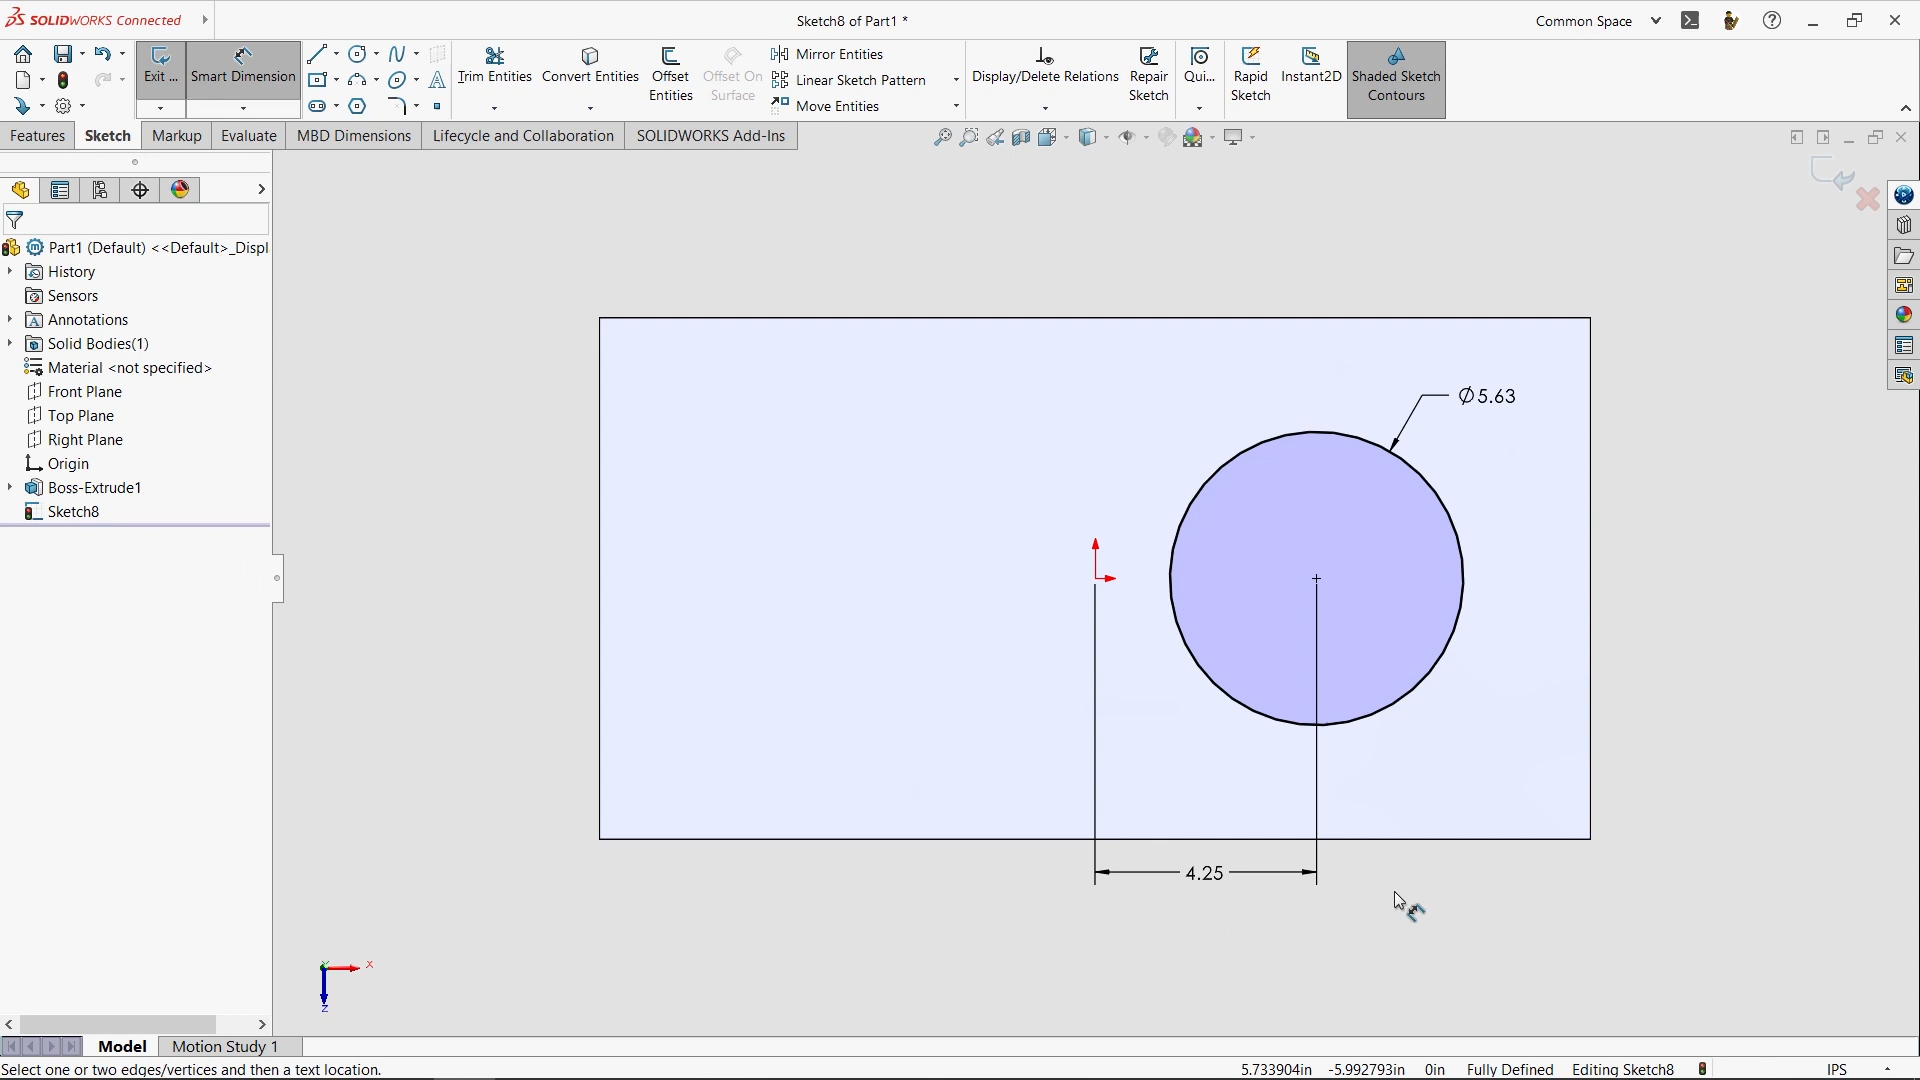 SOLIDWORKS Connected
Sketch8 of Part1 *
Common Space
Exit ...
Smart Dimension
Trim Entities
Convert Entities
Offset
Entities
Offset On
Surface
Mirror Entities
Linear Sketch Pattern
Move Entities
Display/Delete Relations
Repair
Sketch
Qui...
Rapid
Sketch
Instant2D
Shaded Sketch
Contours
Features
Sketch
Markup
Evaluate
MBD Dimensions
Lifecycle and Collaboration
SOLIDWORKS Add-Ins
Part1 (Default) <<Default>_Displ
History
Sensors
Annotations
Solid Bodies(1)
Material <not specified>
Front Plane
Top Plane
Right Plane
Origin
Boss-Extrude1
Sketch8
∅5.63
4.25
Y
X
Z
Model
Motion Study 1
Select one or two edges/vertices and then a text location.
5.733904in -5.992793in 0in Fully Defined Editing Sketch8 IPS